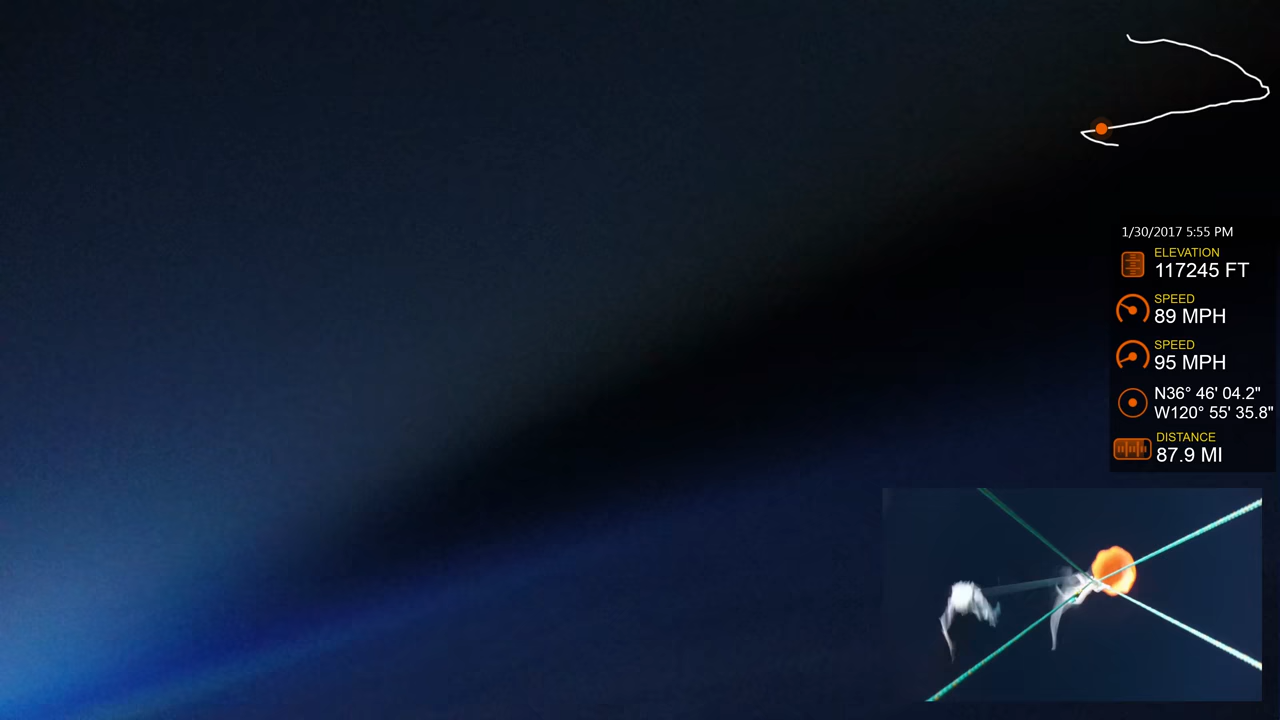 1/30/2017 5:55 PM
ELEVATION
117245 FT
SPEED
89 MPH
SPEED
95 MPH
N36° 46' 04.2"
W120° 55' 35.8"
DISTANCE
87.9 MI